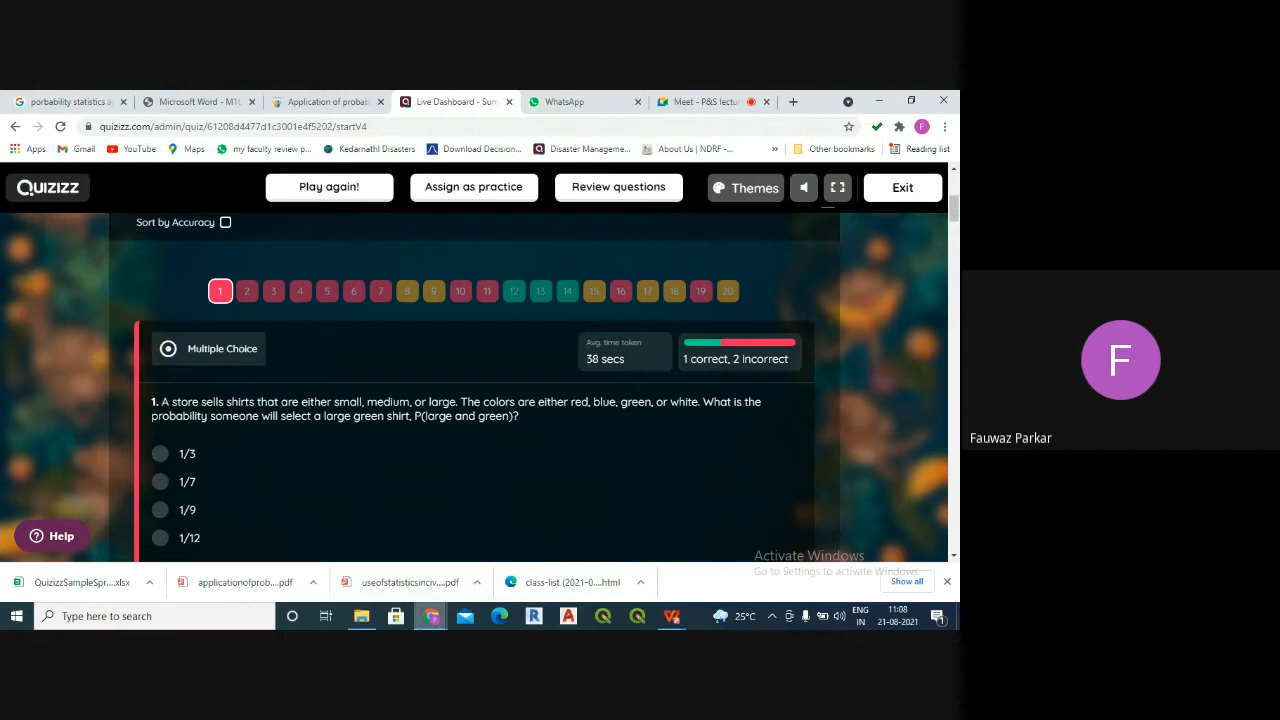 porbability statistics a
Microsoft Word - M1L
Application of probab
Live Dashboard - Sum
WhatsApp
Meet - P&S lectu
quizizz.com/admin/quiz/61208d4477d1c3001e4f5202/startV4
F
Apps
Gmail
YouTube
Maps
my faculty review p...
Kedarnathl Disasters
Download Decision...
Disaster Manageme...
About Us | NDRF -...
»
Other bookmarks
Reading list
QUIZIZZ
Play again!
Assign as practice
Review questions
Themes
Exit
Sort by Accuracy
1 2 3 4 5 6 7 8 9 10 11 12 13 14 15 16 17 18 19 20
Multiple Choice
Avg. time taken
38 secs
1 correct, 2 incorrect
1. A store sells shirts that are either small, medium, or large. The colors are either red, blue, green, or white. What is the
probability someone will select a large green shirt, P(large and green)?
1/3
1/7
1/9
1/12
Help
Activate Windows
Go to Settings to activate Windows.
QuizizzSampleSpr....xlsx
applicationofprob....pdf
useofstatisticsinciv....pdf
class-list (2021-0....html
Show all
Type here to search
25°C
ENG
IN
11:08
21-08-2021
1
F
Fauwaz Parkar